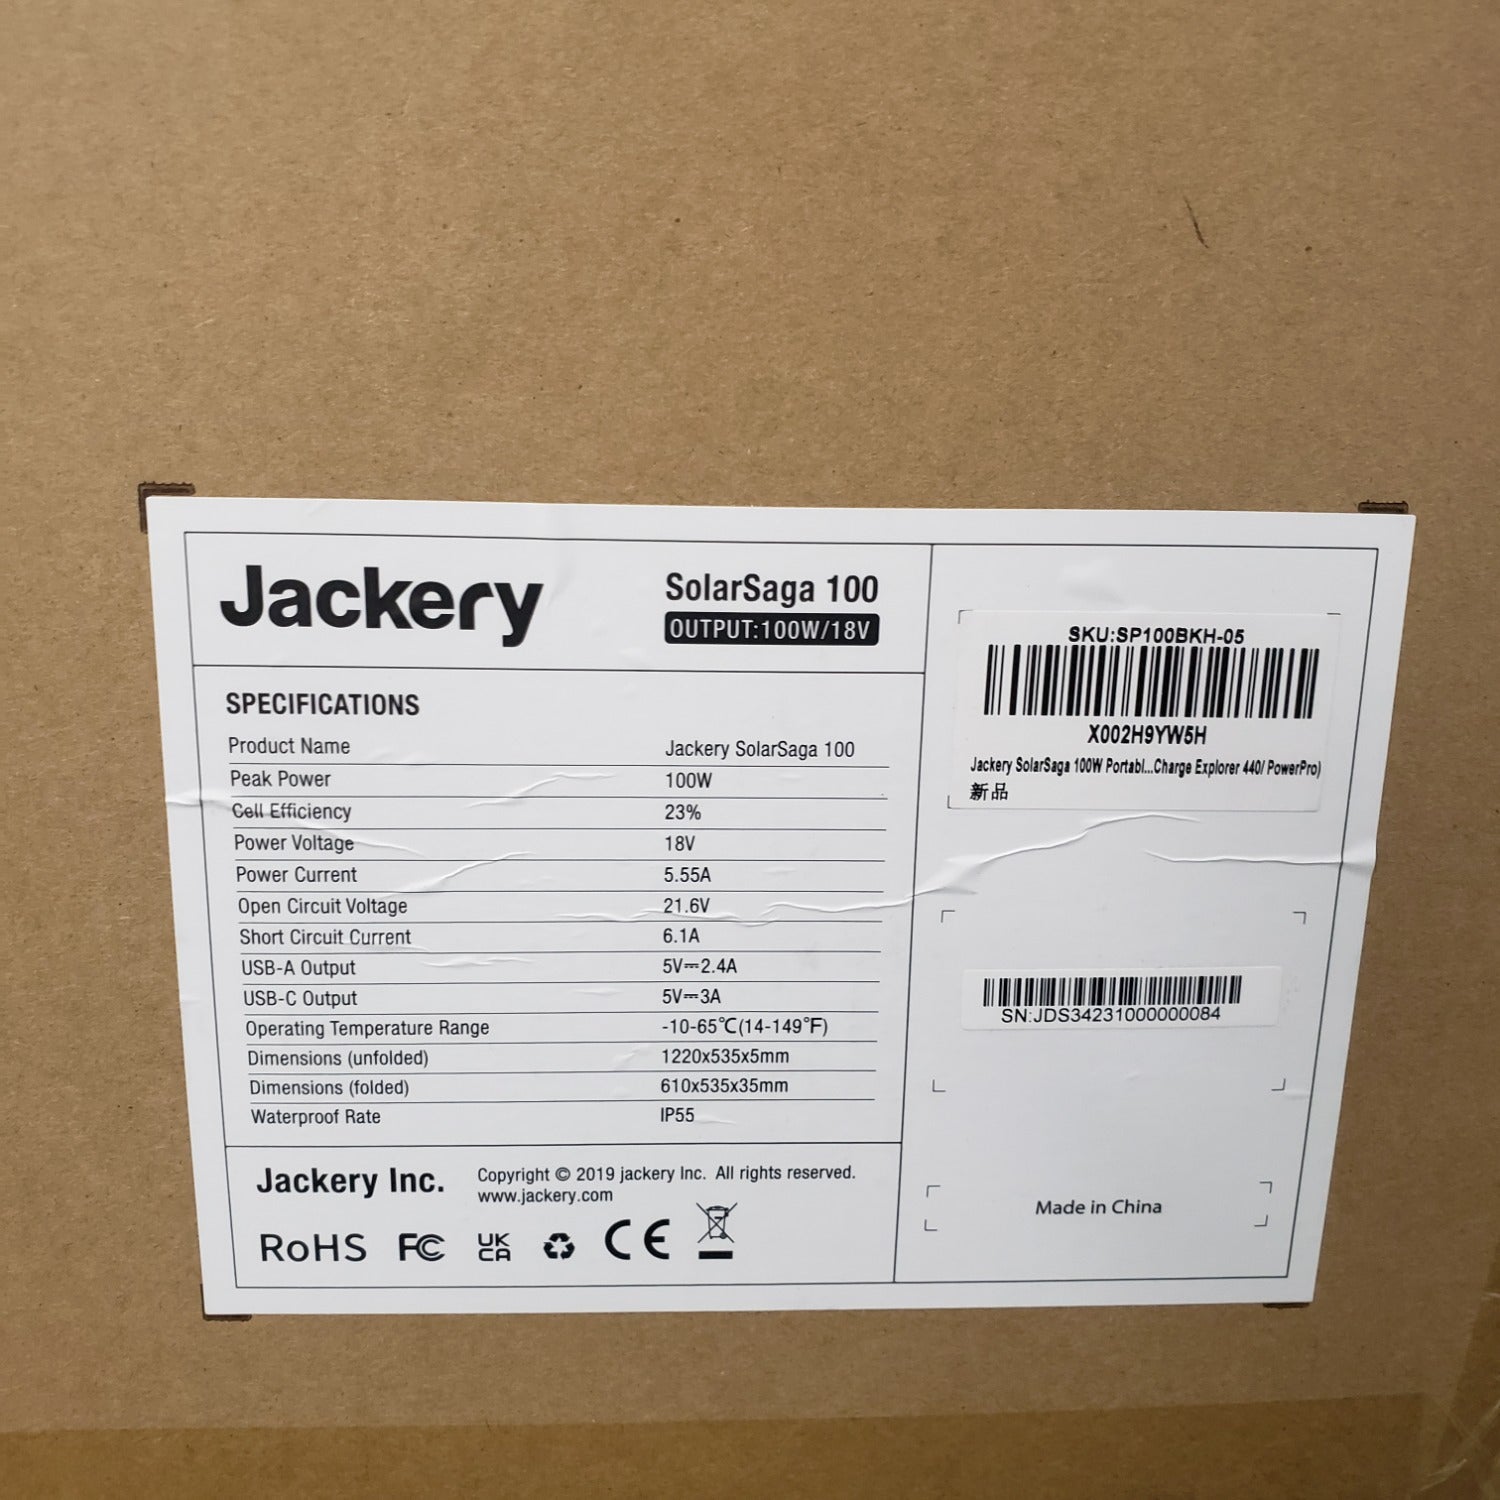 Jackery
SolarSaga 100
OUTPUT:100W/18V
SPECIFICATIONS
Product Name Jackery SolarSaga 100
Peak Power 100W
Cell Efficiency 23%
Power Voltage 18V
Power Current 5.55A
Open Circuit Voltage 21.6V
Short Circuit Current 6.1A
USB-A Output 5V⎓2.4A
USB-C Output 5V⎓3A
Operating Temperature Range -10-65℃(14-149℉)
Dimensions (unfolded) 1220x535x5mm
Dimensions (folded) 610x535x35mm
Waterproof Rate IP55
Jackery Inc.
Copyright © 2019 jackery Inc. All rights reserved.
www.jackery.com
RoHS FC UK CA CE
SKU:SP100BKH-05
X002H9YW5H
Jackery SolarSaga 100W Portabl...Charge Explorer 440/ PowerPro)
新品
SN:JDS34231000000084
Made in China